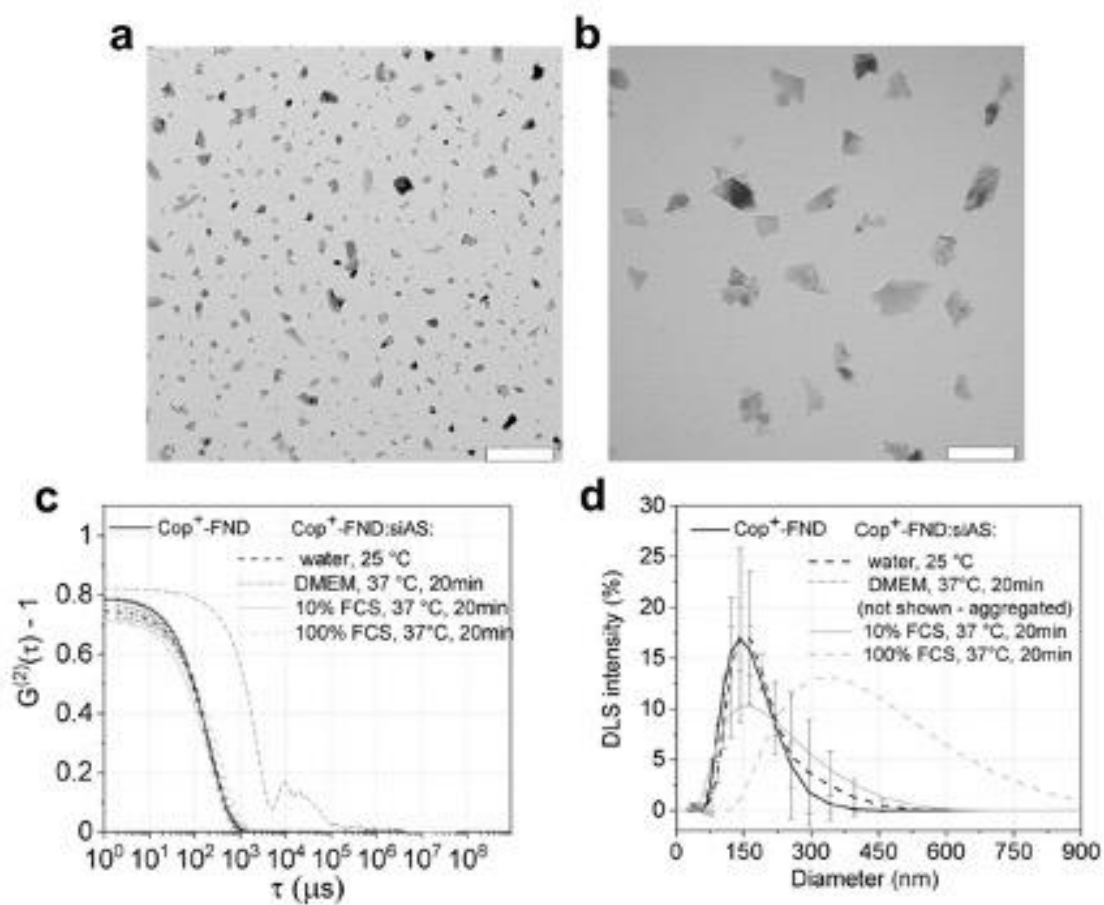 a
b
c
Cop⁺-FND
Cop⁺-FND:siAS:
water, 25 °C
DMEM, 37 °C, 20min
10% FCS, 37 °C, 20min
100% FCS, 37°C, 20min
G⁽²⁾(τ) - 1
1
0.8
0.6
0.4
0.2
0
10⁰ 10¹ 10² 10³ 10⁴ 10⁵ 10⁶ 10⁷ 10⁸
τ (μs)
d
Cop⁺-FND
Cop⁺-FND:siAS:
water, 25 °C
DMEM, 37°C, 20min
(not shown - aggregated)
10% FCS, 37 °C, 20min
100% FCS, 37°C, 20min
DLS intensity (%)
30
25
20
15
10
5
0
0 150 300 450 600 750 900
Diameter (nm)